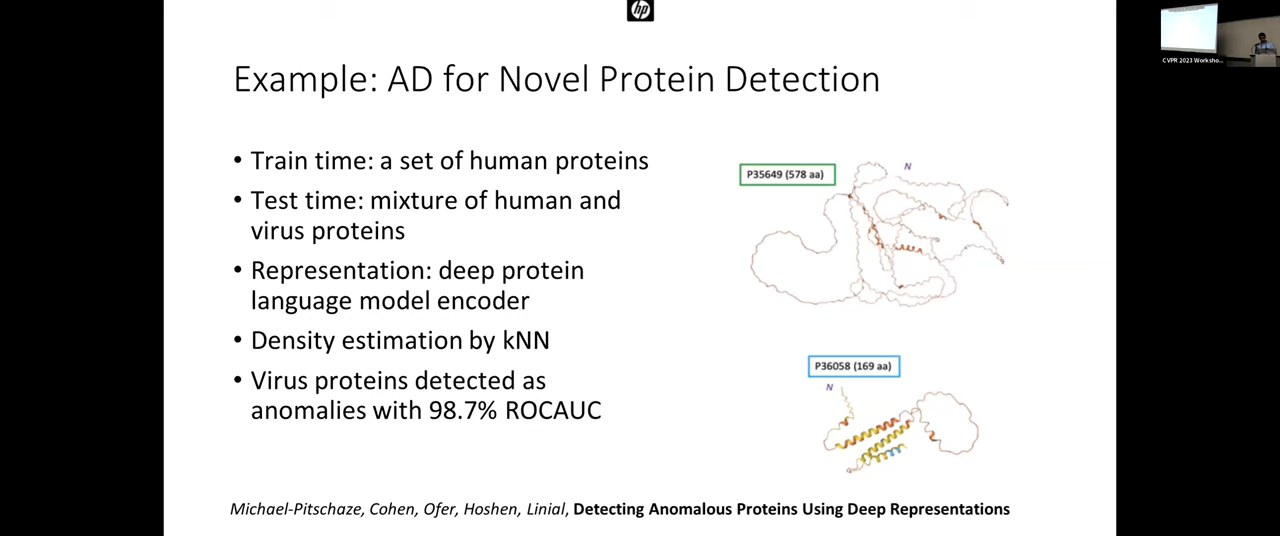 hp
CVPR 2023 Worksho...
Example: AD for Novel Protein Detection
• Train time: a set of human proteins
• Test time: mixture of human and
virus proteins
• Representation: deep protein
language model encoder
• Density estimation by kNN
• Virus proteins detected as
anomalies with 98.7% ROCAUC
P35649 (578 aa)
N
P36058 (169 aa)
N
Michael-Pitschaze, Cohen, Ofer, Hoshen, Linial, Detecting Anomalous Proteins Using Deep Representations